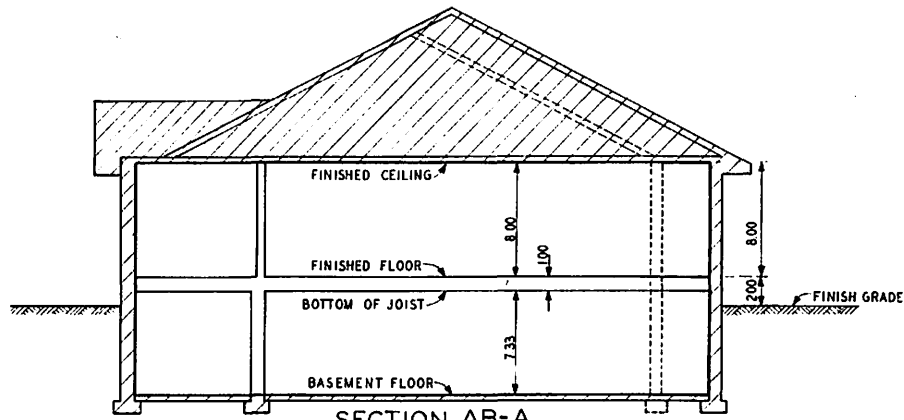 FINISHED CEILING
8.00
8.00
FINISHED FLOOR
1.00
2.00
FINISH GRADE
BOTTOM OF JOIST
7.33
BASEMENT FLOOR
SECTION AB-A